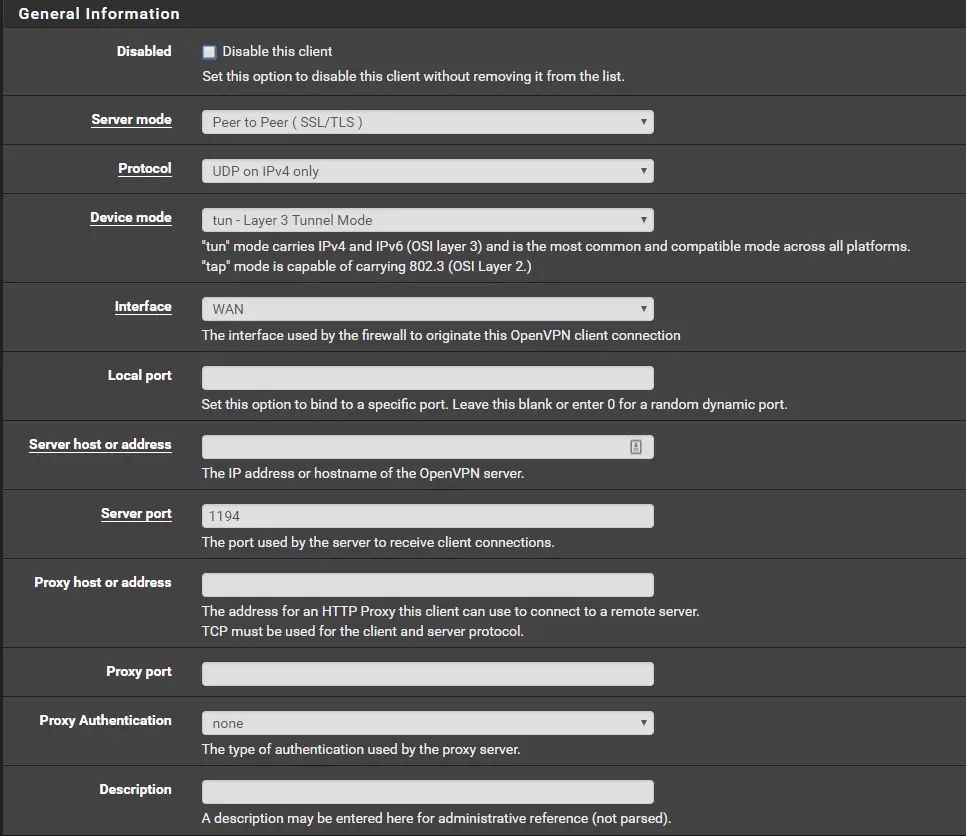 General Information
Disabled
Disable this client
Set this option to disable this client without removing it from the list.
Server mode
Peer to Peer ( SSL/TLS )
Protocol
UDP on IPv4 only
Device mode
tun - Layer 3 Tunnel Mode
"tun" mode carries IPv4 and IPv6 (OSI layer 3) and is the most common and compatible mode across all platforms.
"tap" mode is capable of carrying 802.3 (OSI Layer 2.)
Interface
WAN
The interface used by the firewall to originate this OpenVPN client connection
Local port
Set this option to bind to a specific port. Leave this blank or enter 0 for a random dynamic port.
Server host or address
The IP address or hostname of the OpenVPN server.
Server port
1194
The port used by the server to receive client connections.
Proxy host or address
The address for an HTTP Proxy this client can use to connect to a remote server.
TCP must be used for the client and server protocol.
Proxy port
Proxy Authentication
none
The type of authentication used by the proxy server.
Description
A description may be entered here for administrative reference (not parsed).